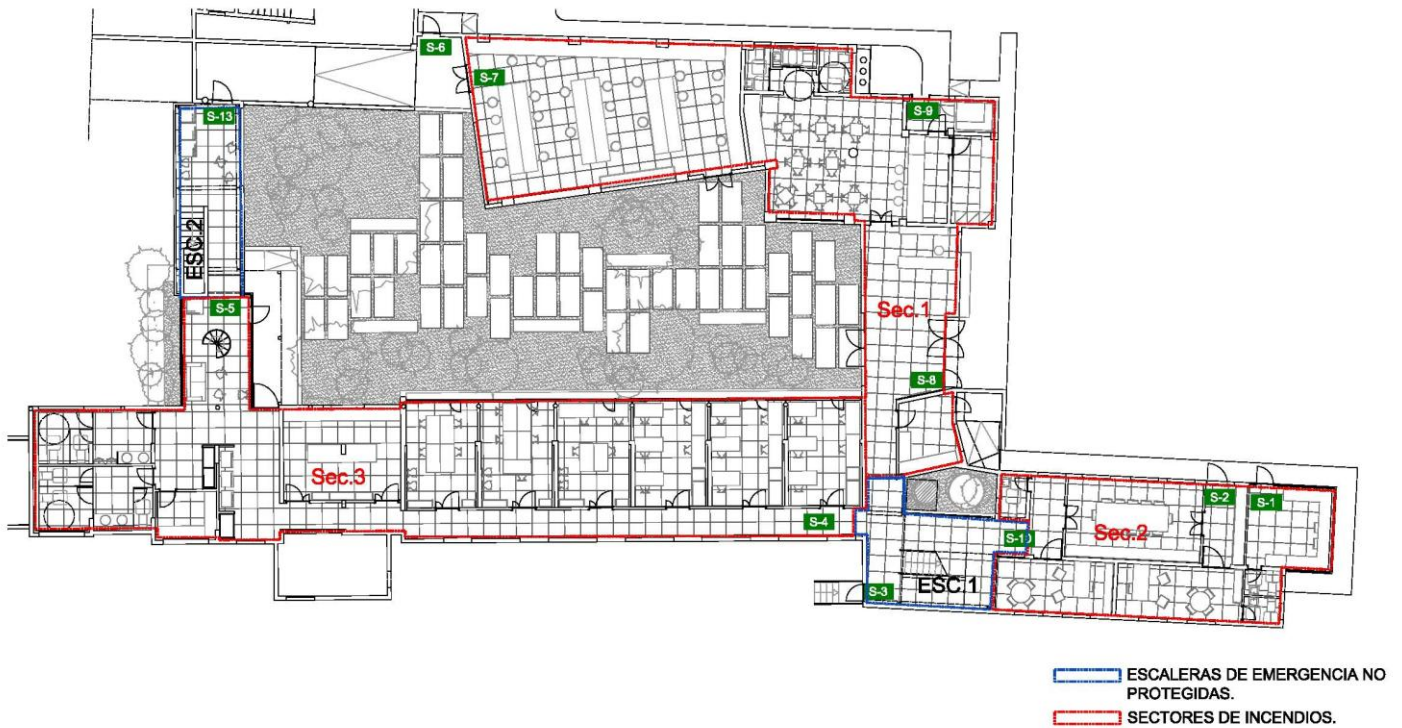 S-6
S-7
S-13
S-9
ESC.2
S-5
Sec.1
S-8
Sec.3
S-4
S-2
S-1
Sec.2
S-10
S-3
ESC.1
ESCALERAS DE EMERGENCIA NO
PROTEGIDAS.
SECTORES DE INCENDIOS.